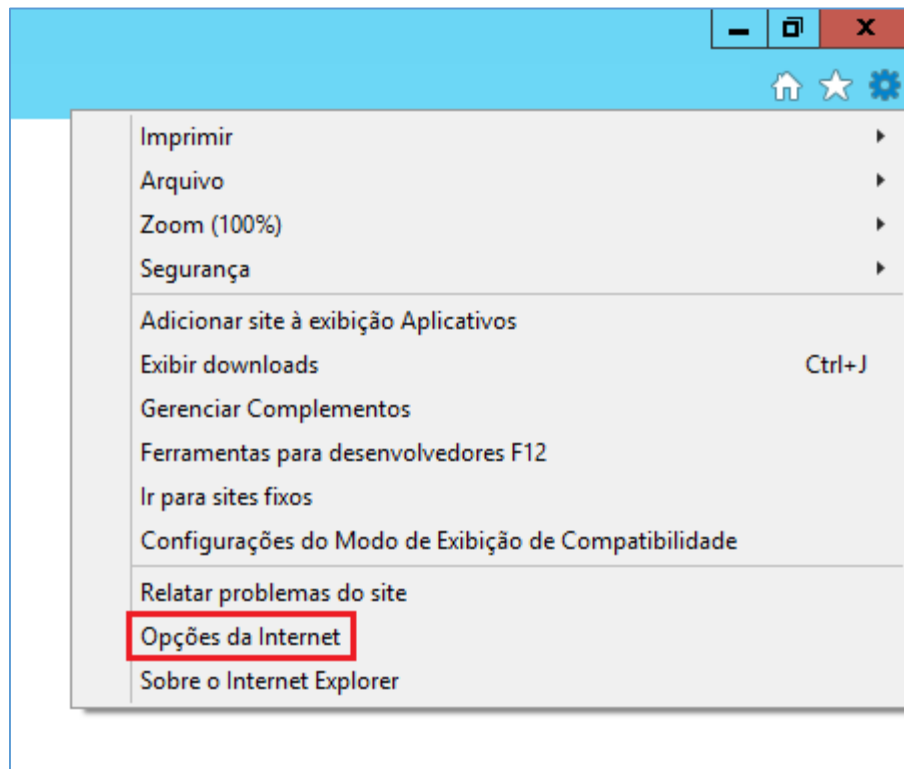 Imprimir
Arquivo
Zoom (100%)
Segurança
Adicionar site à exibição Aplicativos
Exibir downloads Ctrl+J
Gerenciar Complementos
Ferramentas para desenvolvedores F12
Ir para sites fixos
Configurações do Modo de Exibição de Compatibilidade
Relatar problemas do site
Opções da Internet
Sobre o Internet Explorer